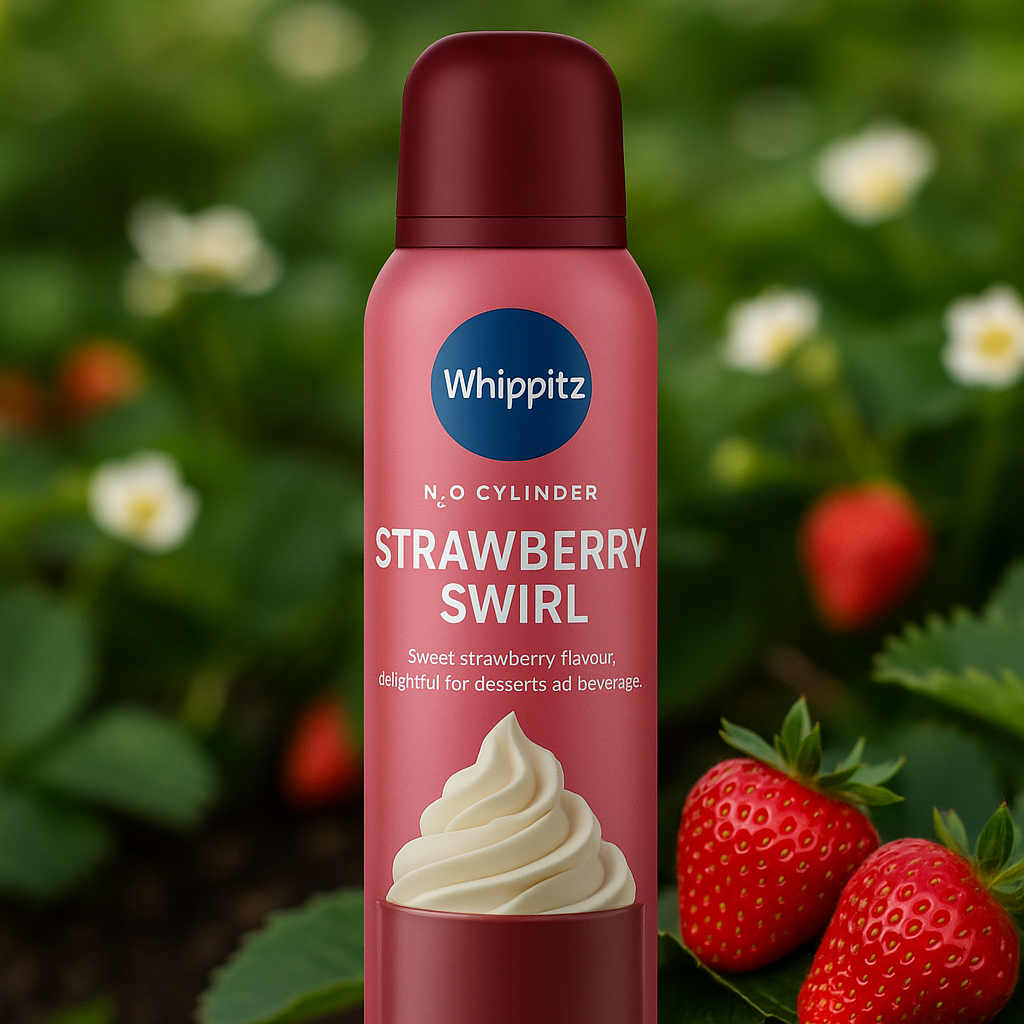 Whippitz
N₂O CYLINDER
STRAWBERRY
SWIRL
Sweet strawberry flavour,
delightful for desserts ad beverage.